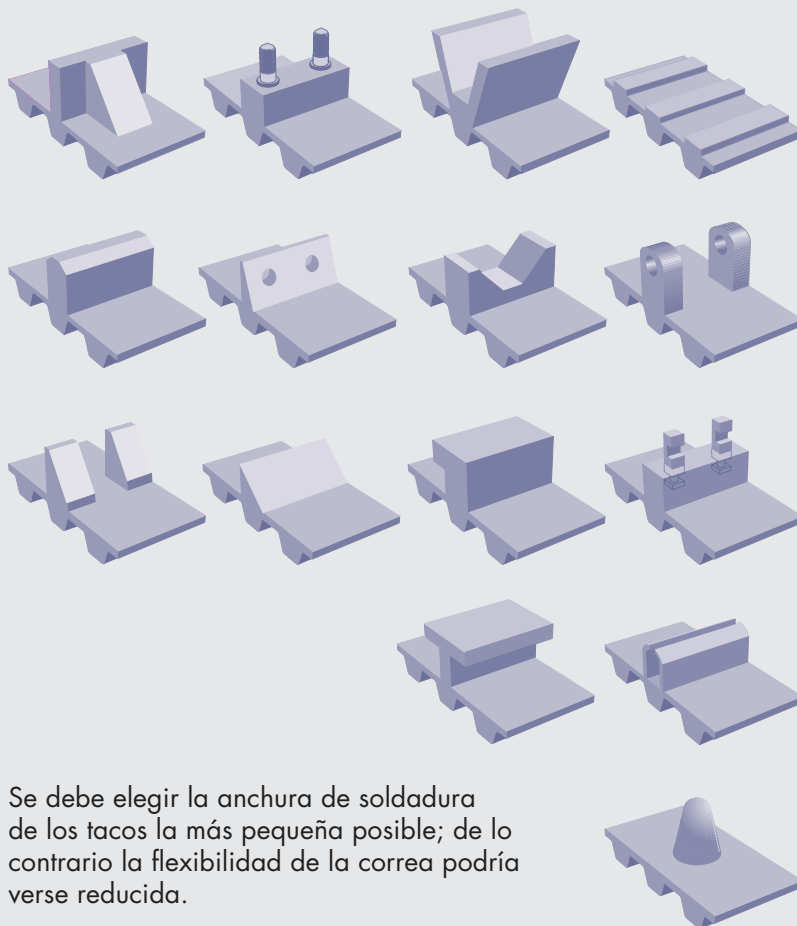 Se debe elegir la anchura de soldadura
de los tacos la más pequeña posible; de lo
contrario la flexibilidad de la correa podría
verse reducida.